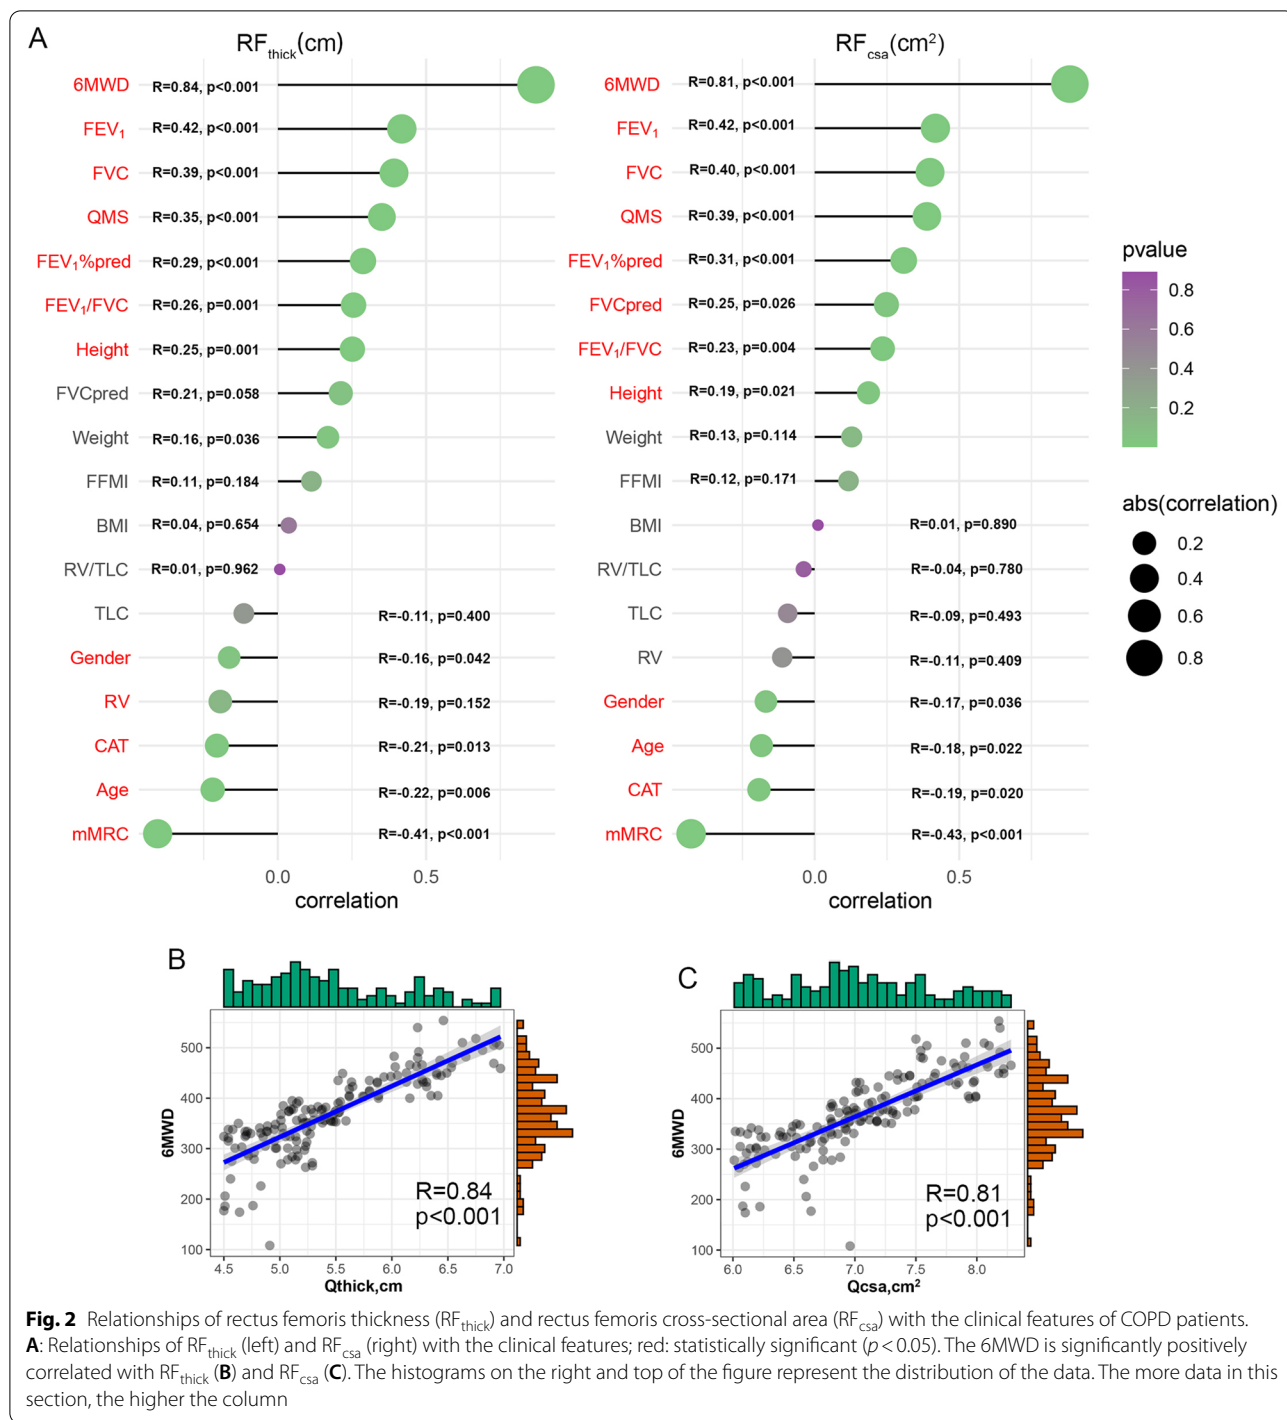 A
RFthick(cm)
6MWD R=0.84, p<0.001
FEV1 R=0.42, p<0.001
FVC R=0.39, p<0.001
QMS R=0.35, p<0.001
FEV1%pred R=0.29, p<0.001
FEV1/FVC R=0.26, p=0.001
Height R=0.25, p=0.001
FVCpred R=0.21, p=0.058
Weight R=0.16, p=0.036
FFMI R=0.11, p=0.184
BMI R=0.04, p=0.654
RV/TLC R=0.01, p=0.962
TLC R=-0.11, p=0.400
Gender R=-0.16, p=0.042
RV R=-0.19, p=0.152
CAT R=-0.21, p=0.013
Age R=-0.22, p=0.006
mMRC R=-0.41, p<0.001
0.0 0.5
correlation
RFcsa(cm²)
6MWD R=0.81, p<0.001
FEV1 R=0.42, p<0.001
FVC R=0.40, p<0.001
QMS R=0.39, p<0.001
FEV1%pred R=0.31, p<0.001
FVCpred R=0.25, p=0.026
FEV1/FVC R=0.23, p=0.004
Height R=0.19, p=0.021
Weight R=0.13, p=0.114
FFMI R=0.12, p=0.171
BMI R=0.01, p=0.890
RV/TLC R=-0.04, p=0.780
TLC R=-0.09, p=0.493
RV R=-0.11, p=0.409
Gender R=-0.17, p=0.036
Age R=-0.18, p=0.022
CAT R=-0.19, p=0.020
mMRC R=-0.43, p<0.001
0.0 0.5
correlation
pvalue
0.8
0.6
0.4
0.2
abs(correlation)
0.2
0.4
0.6
0.8
B
6MWD
500
400
300
200
100
R=0.84
p<0.001
4.5 5.0 5.5 6.0 6.5 7.0
Qthick,cm
C
6MWD
500
400
300
200
100
R=0.81
p<0.001
6.0 6.5 7.0 7.5 8.0
Qcsa,cm²
Fig. 2 Relationships of rectus femoris thickness (RFthick) and rectus femoris cross-sectional area (RFcsa) with the clinical features of COPD patients.
A: Relationships of RFthick (left) and RFcsa (right) with the clinical features; red: statistically significant (p < 0.05). The 6MWD is significantly positively
correlated with RFthick (B) and RFcsa (C). The histograms on the right and top of the figure represent the distribution of the data. The more data in this
section, the higher the column